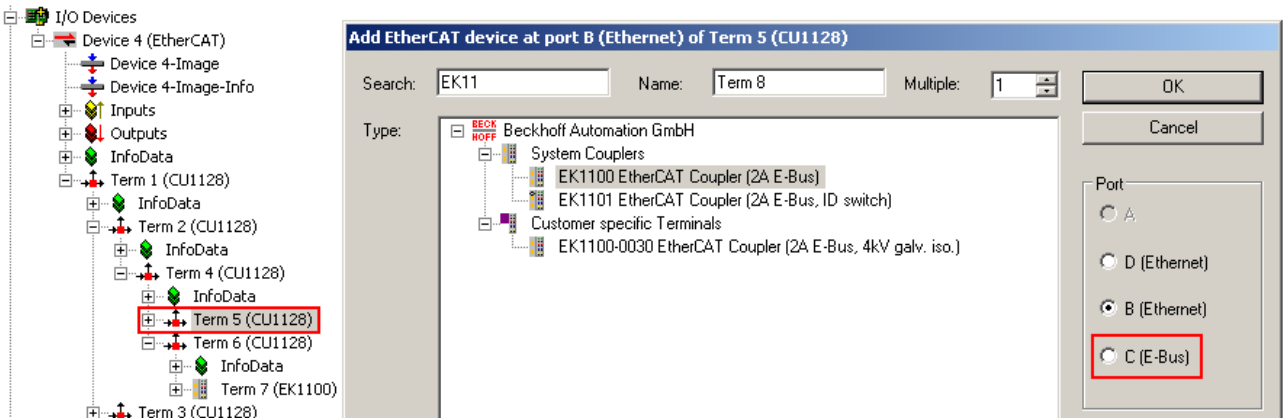 I/O Devices
Device 4 (EtherCAT)
Device 4-Image
Device 4-Image-Info
Inputs
Outputs
InfoData
Term 1 (CU1128)
InfoData
Term 2 (CU1128)
InfoData
Term 4 (CU1128)
InfoData
Term 5 (CU1128)
Term 6 (CU1128)
InfoData
Term 7 (EK1100)
Term 3 (CU1128)
Add EtherCAT device at port B (Ethernet) of Term 5 (CU1128)
Search: EK11 Name: Term 8 Multiple: 1 OK
Cancel
Type: BECK HOFF Beckhoff Automation GmbH
System Couplers
EK1100 EtherCAT Coupler (2A E-Bus)
EK1101 EtherCAT Coupler (2A E-Bus, ID switch)
Customer specific Terminals
EK1100-0030 EtherCAT Coupler (2A E-Bus, 4kV galv. iso.)
Port
A
D (Ethernet)
B (Ethernet)
C (E-Bus)